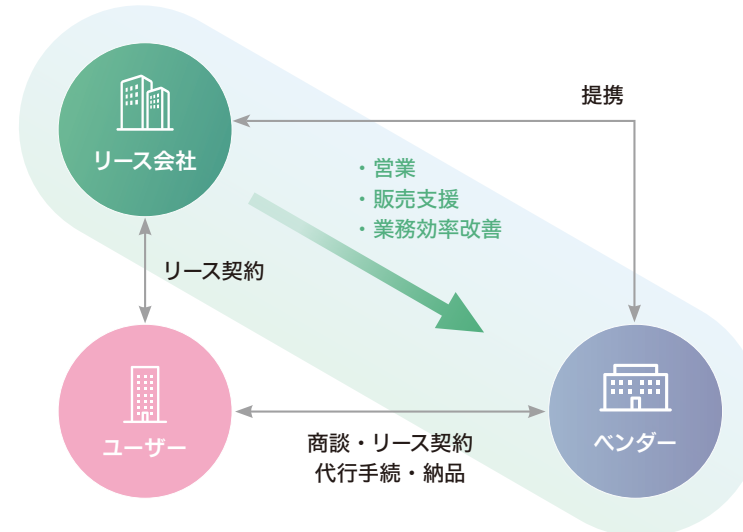 提携
リース会社
・営業
・販売支援
・業務効率改善
リース契約
ユーザー
ベンダー
商談・リース契約
代行手続・納品